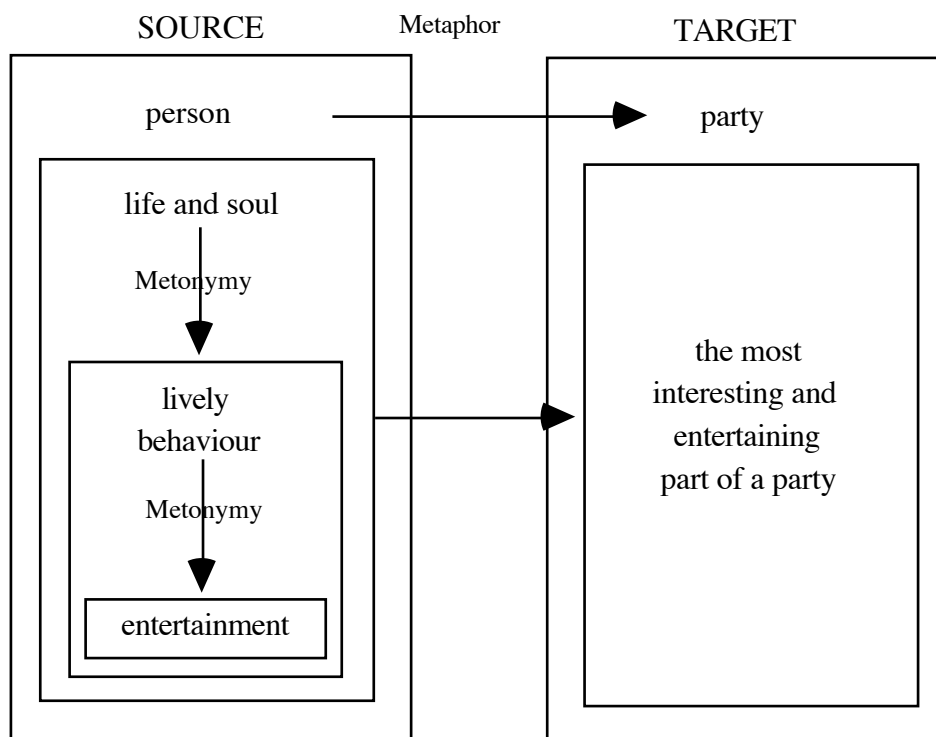 SOURCE
Metaphor
TARGET
person
party
life and soul
Metonymy
lively
behaviour
Metonymy
entertainment
the most
interesting and
entertaining
part of a party